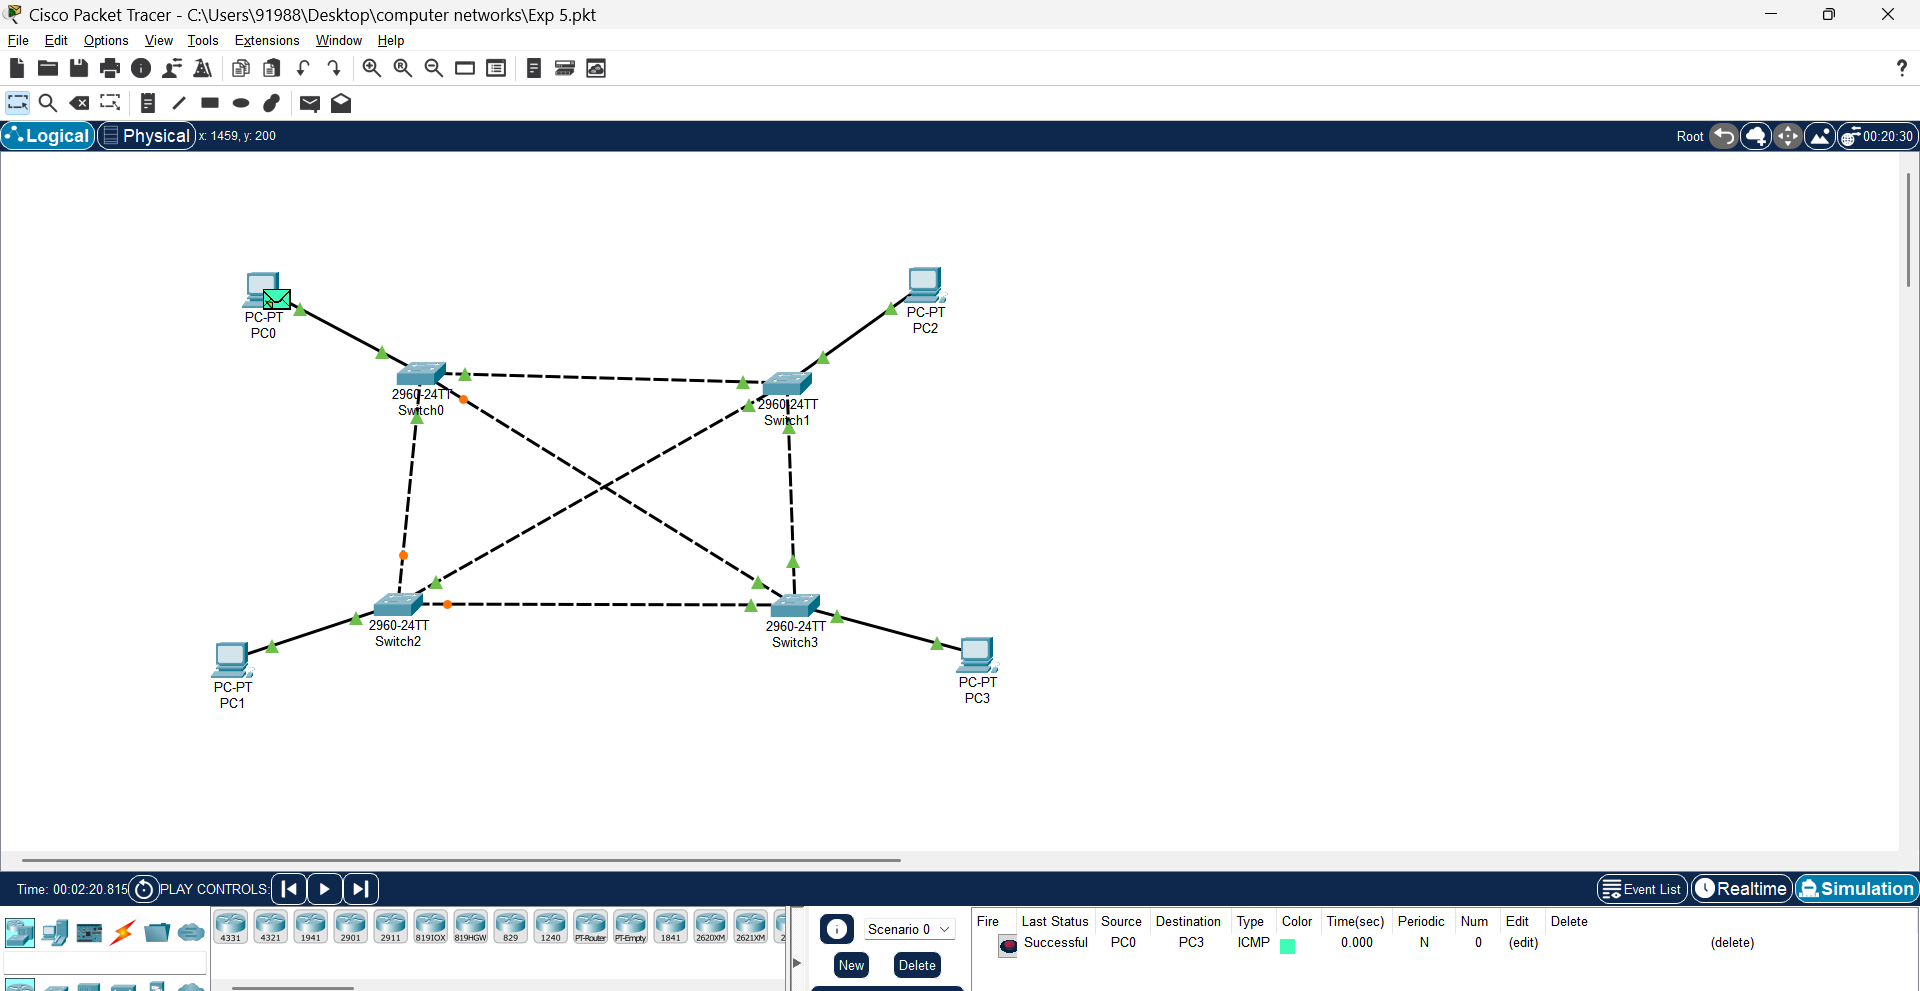 Cisco Packet Tracer - C:\Users\91988\Desktop\computer networks\Exp 5.pkt
File Edit Options View Tools Extensions Window Help
?
Logical Physical x: 1459, y: 200 Root 00:20:30
PC-PT
PC0
PC-PT
PC2
2960-24TT
Switch0
2960-24TT
Switch1
2960-24TT
Switch2
2960-24TT
Switch3
PC-PT
PC1
PC-PT
PC3
Time: 00:02:20.815 PLAY CONTROLS: Event List Realtime Simulation
4331 4321 1941 2901 2911 819IOX 819HGW 829 1240 PT-Router PT-Empty 1841 2620XM 2621XM
Scenario 0
New Delete
Fire Last Status Source Destination Type Color Time(sec) Periodic Num Edit Delete
Successful PC0 PC3 ICMP 0.000 N 0 (edit) (delete)